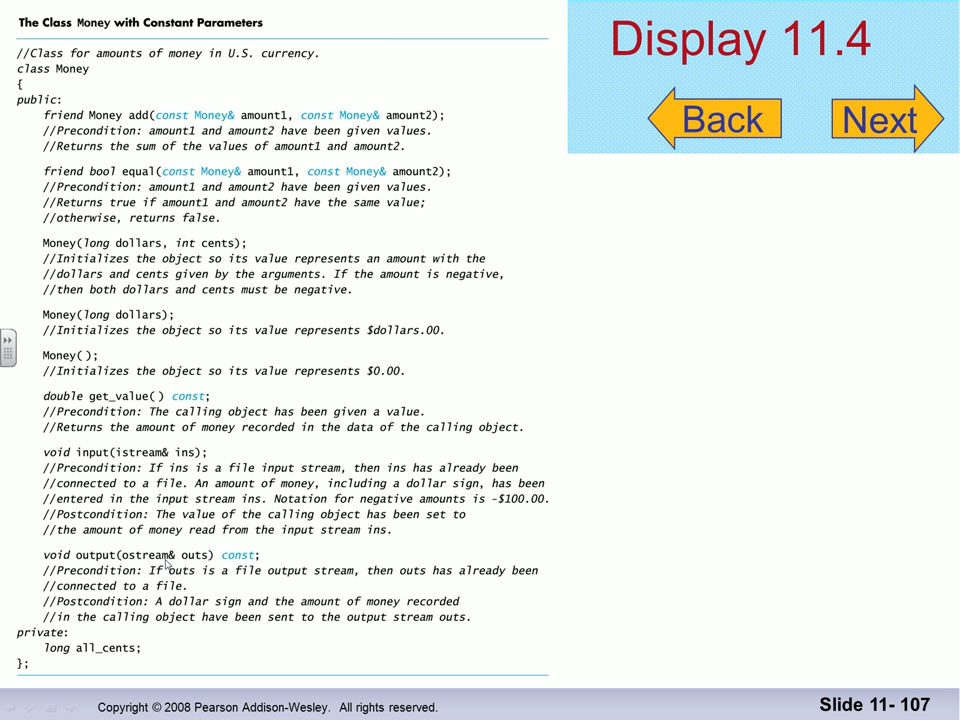 The Class Money with Constant Parameters
//Class for amounts of money in U.S. currency.
class Money
{
public:
friend Money add(const Money& amount1, const Money& amount2);
//Precondition: amount1 and amount2 have been given values.
//Returns the sum of the values of amount1 and amount2.
friend bool equal(const Money& amount1, const Money& amount2);
//Precondition: amount1 and amount2 have been given values.
//Returns true if amount1 and amount2 have the same value;
//otherwise, returns false.
Money(long dollars, int cents);
//Initializes the object so its value represents an amount with the
//dollars and cents given by the arguments. If the amount is negative,
//then both dollars and cents must be negative.
Money(long dollars);
//Initializes the object so its value represents $dollars.00.
Money( );
//Initializes the object so its value represents $0.00.
double get_value( ) const;
//Precondition: The calling object has been given a value.
//Returns the amount of money recorded in the data of the calling object.
void input(istream& ins);
//Precondition: If ins is a file input stream, then ins has already been
//connected to a file. An amount of money, including a dollar sign, has been
//entered in the input stream ins. Notation for negative amounts is -$100.00.
//Postcondition: The value of the calling object has been set to
//the amount of money read from the input stream ins.
void output(ostream& outs) const;
//Precondition: If outs is a file output stream, then outs has already been
//connected to a file.
//Postcondition: A dollar sign and the amount of money recorded
//in the calling object have been sent to the output stream outs.
private:
long all_cents;
};
Display 11.4
Back
Next
Copyright © 2008 Pearson Addison-Wesley. All rights reserved.
Slide 11- 107